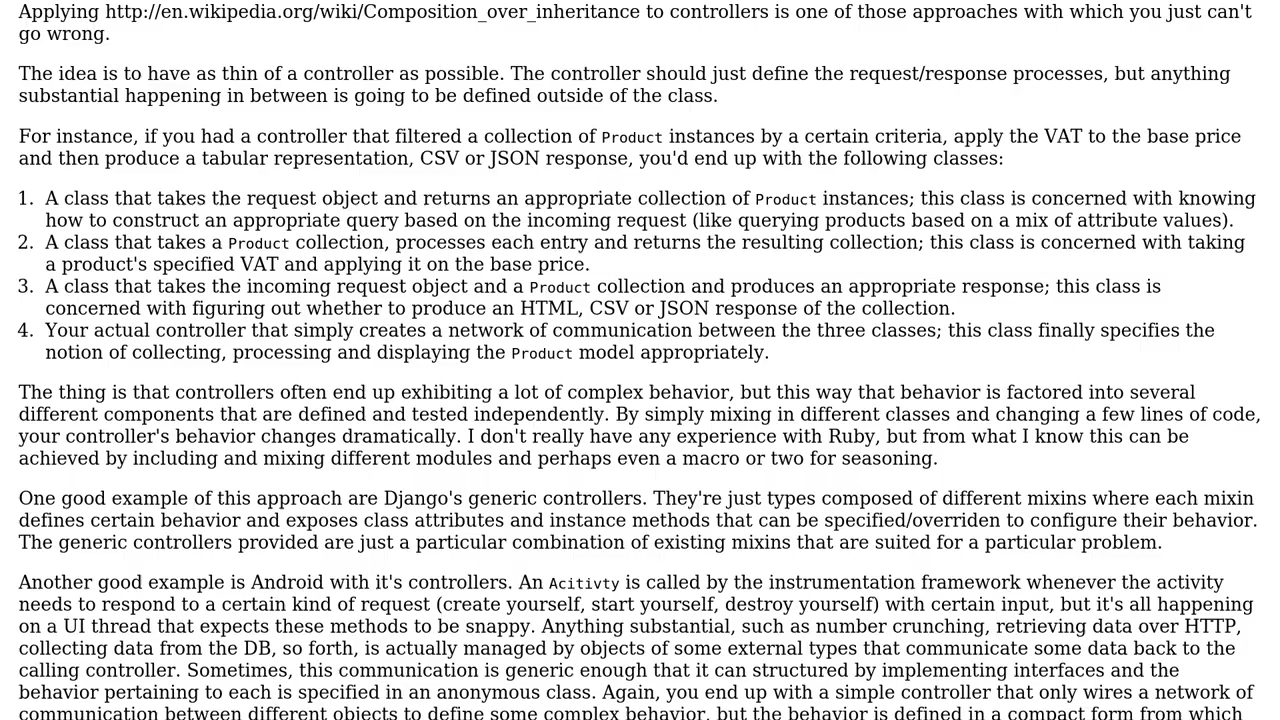 Applying http://en.wikipedia.org/wiki/Composition_over_inheritance to controllers is one of those approaches with which you just can't
go wrong.
The idea is to have as thin of a controller as possible. The controller should just define the request/response processes, but anything
substantial happening in between is going to be defined outside of the class.
For instance, if you had a controller that filtered a collection of Product instances by a certain criteria, apply the VAT to the base price
and then produce a tabular representation, CSV or JSON response, you'd end up with the following classes:
1. A class that takes the request object and returns an appropriate collection of Product instances; this class is concerned with knowing
how to construct an appropriate query based on the incoming request (like querying products based on a mix of attribute values).
2. A class that takes a Product collection, processes each entry and returns the resulting collection; this class is concerned with taking
a product's specified VAT and applying it on the base price.
3. A class that takes the incoming request object and a Product collection and produces an appropriate response; this class is
concerned with figuring out whether to produce an HTML, CSV or JSON response of the collection.
4. Your actual controller that simply creates a network of communication between the three classes; this class finally specifies the
notion of collecting, processing and displaying the Product model appropriately.
The thing is that controllers often end up exhibiting a lot of complex behavior, but this way that behavior is factored into several
different components that are defined and tested independently. By simply mixing in different classes and changing a few lines of code,
your controller's behavior changes dramatically. I don't really have any experience with Ruby, but from what I know this can be
achieved by including and mixing different modules and perhaps even a macro or two for seasoning.
One good example of this approach are Django's generic controllers. They're just types composed of different mixins where each mixin
defines certain behavior and exposes class attributes and instance methods that can be specified/overriden to configure their behavior.
The generic controllers provided are just a particular combination of existing mixins that are suited for a particular problem.
Another good example is Android with it's controllers. An Acitivty is called by the instrumentation framework whenever the activity
needs to respond to a certain kind of request (create yourself, start yourself, destroy yourself) with certain input, but it's all happening
on a UI thread that expects these methods to be snappy. Anything substantial, such as number crunching, retrieving data over HTTP,
collecting data from the DB, so forth, is actually managed by objects of some external types that communicate some data back to the
calling controller. Sometimes, this communication is generic enough that it can structured by implementing interfaces and the
behavior pertaining to each is specified in an anonymous class. Again, you end up with a simple controller that only wires a network of
communication between different objects to define some complex behavior, but the behavior is defined in a compact form from which